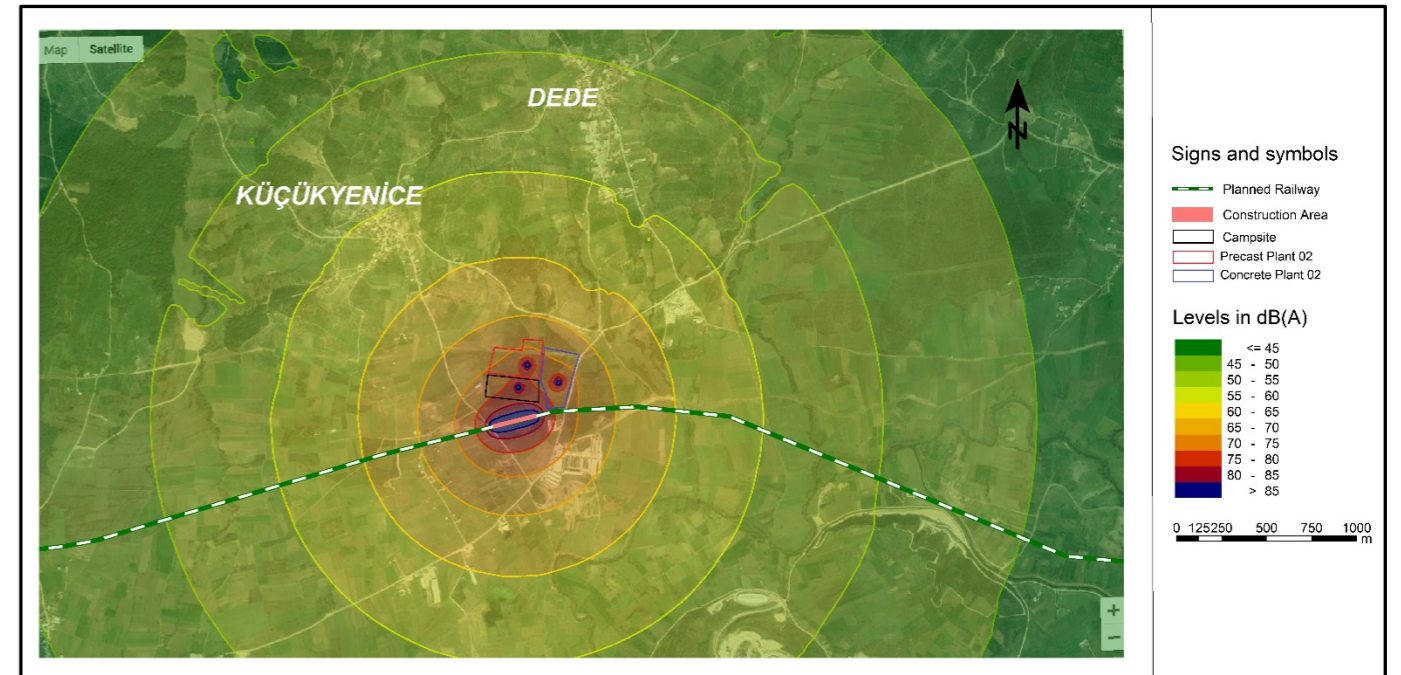 Map Satellite
DEDE
KÜÇÜKYENİCE
N
Signs and symbols
Planned Railway
Construction Area
Campsite
Precast Plant 02
Concrete Plant 02
Levels in dB(A)
<= 45
45 - 50
50 - 55
55 - 60
60 - 65
65 - 70
70 - 75
75 - 80
80 - 85
> 85
0 125250 500 750 1000
m
+
−